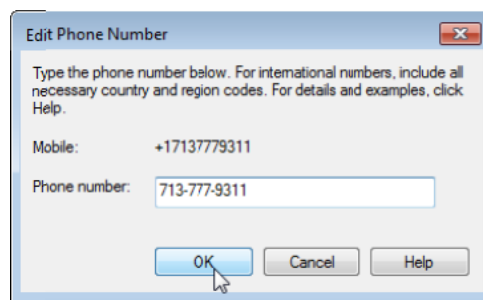 Edit Phone Number
Type the phone number below. For international numbers, include all
necessary country and region codes. For details and examples, click
Help.
Mobile: +17137779311
Phone number: 713-777-9311
OK Cancel Help